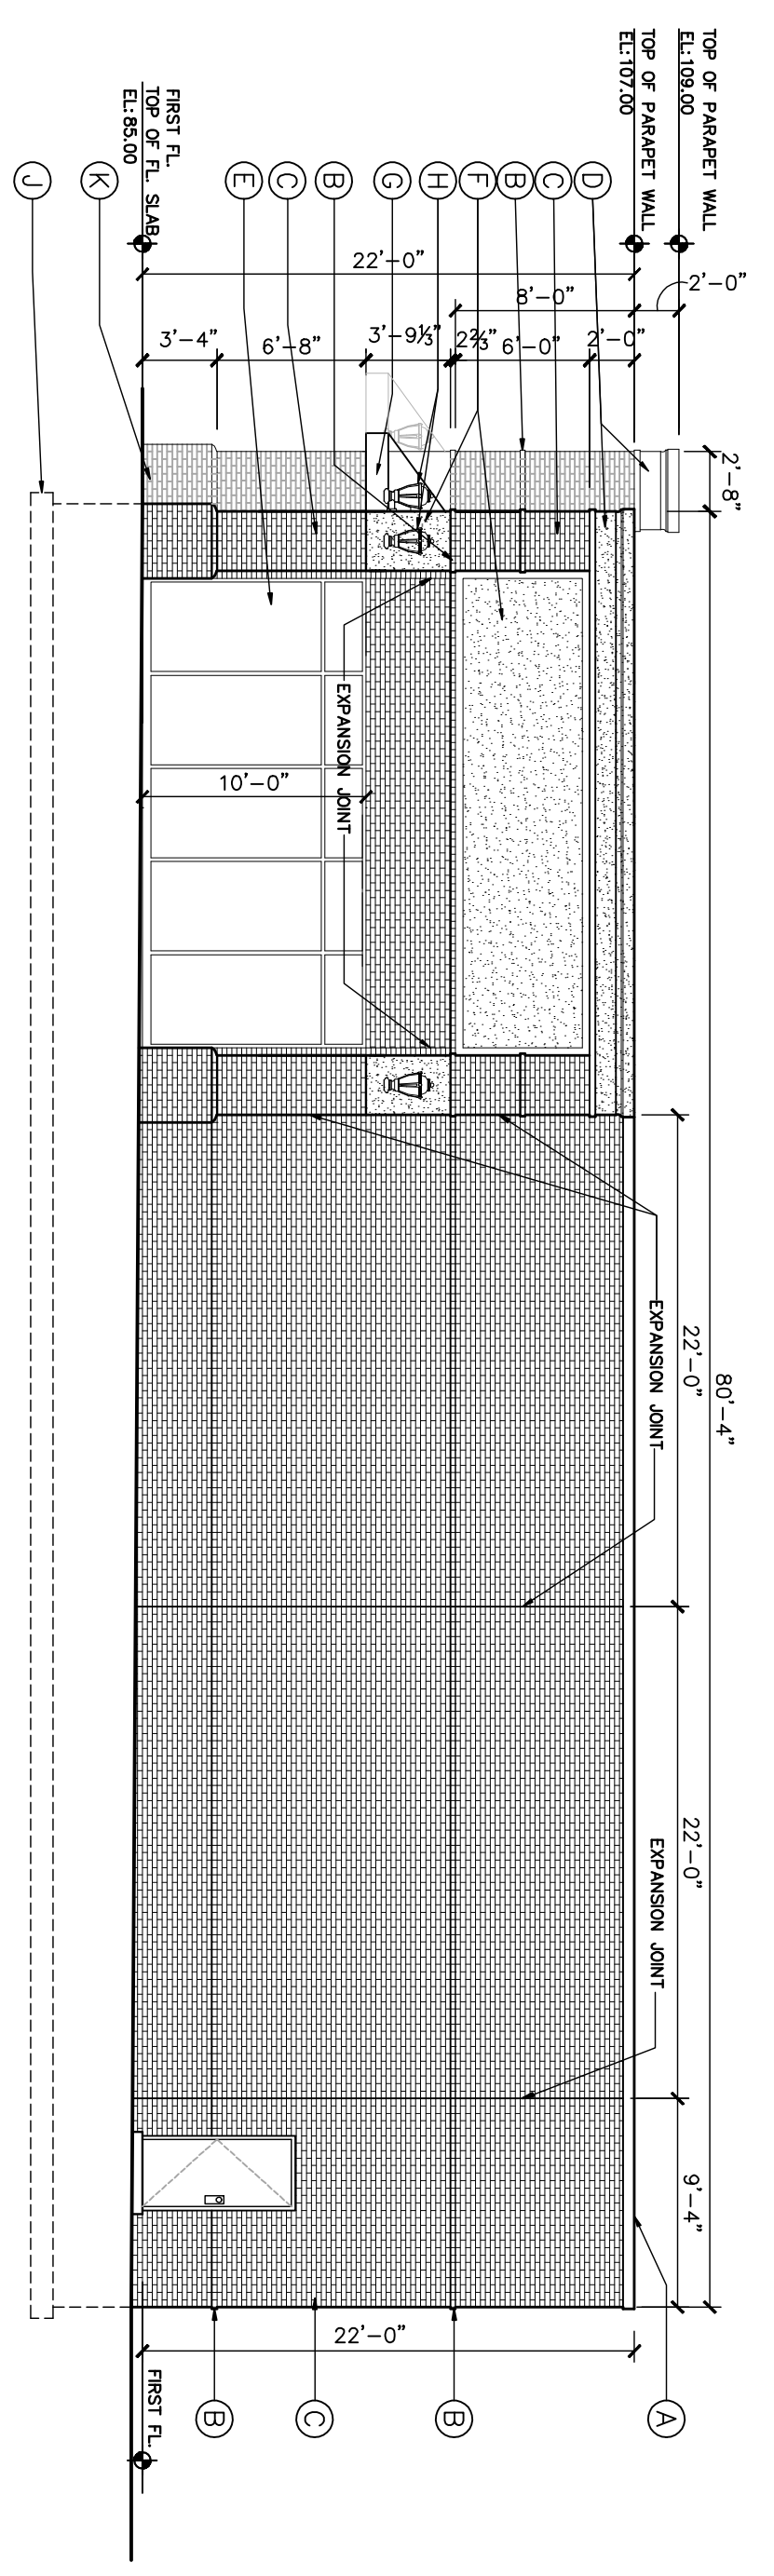 TOP OF PARAPET WALL
EL:109.00
TOP OF PARAPET WALL
EL:107.00
FIRST FL.
TOP OF FL. SLAB
EL:85.00
D
C
B
F
H
G
B
C
E
K
J
2'-0"
22'-0"
8'-0"
2'-0"
6'-0"
2⅔"
3'-9⅓"
6'-8"
3'-4"
2'-8"
80'-4"
EXPANSION JOINT
10'-0"
22'-0"
EXPANSION JOINT
22'-0"
EXPANSION JOINT
9'-4"
22'-0"
FIRST FL.
A
B
C
B